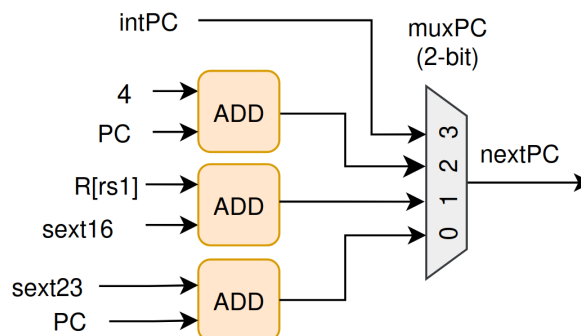 intPC
muxPC
(2-bit)
4
ADD
PC
3
2
1
0
nextPC
R[rs1]
ADD
sext16
sext23
ADD
PC